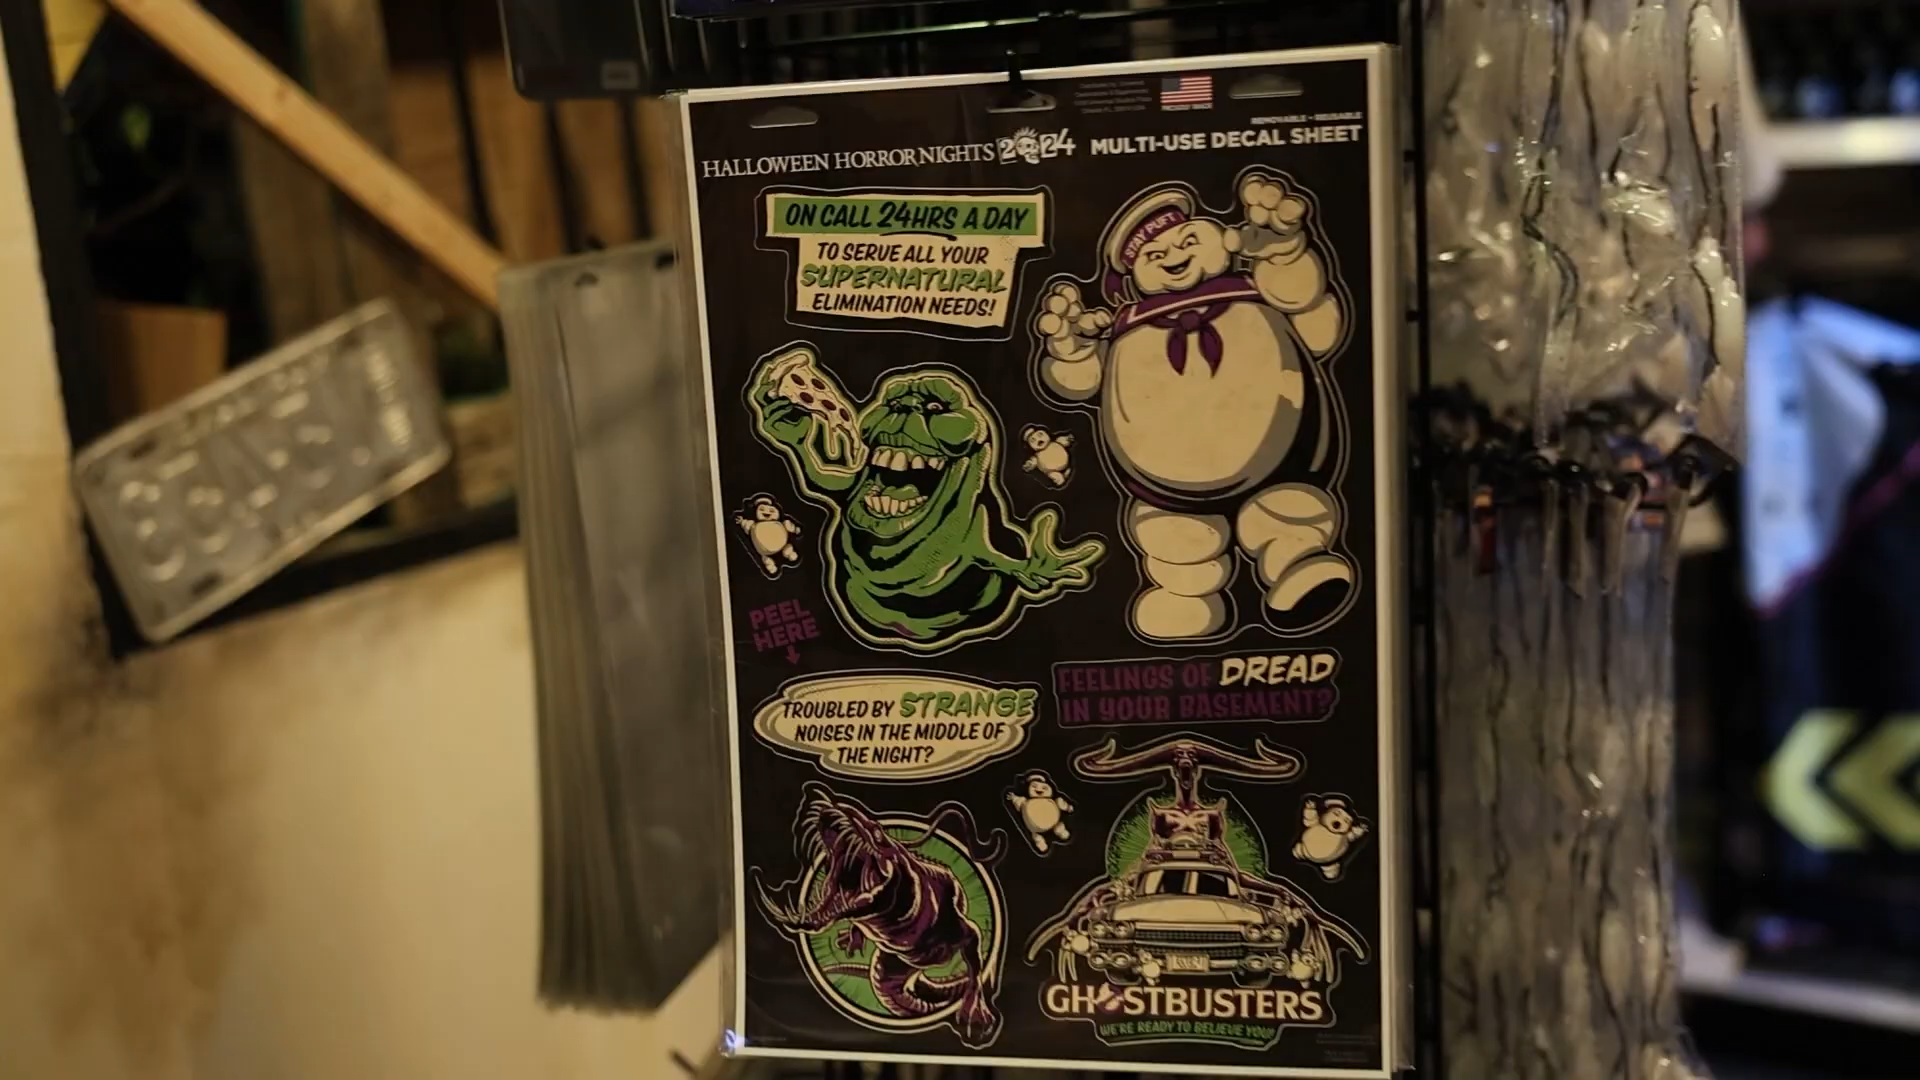 REMOVABLE • REUSABLE
HALLOWEEN HORROR NIGHTS 2024 MULTI-USE DECAL SHEET
ON CALL 24HRS A DAY
TO SERVE ALL YOUR
SUPERNATURAL
ELIMINATION NEEDS!
STAY PUFT
PEEL
HERE
FEELINGS OF DREAD
IN YOUR BASEMENT?
TROUBLED BY STRANGE
NOISES IN THE MIDDLE OF
THE NIGHT?
GHOSTBUSTERS
WE'RE READY TO BELIEVE YOU!